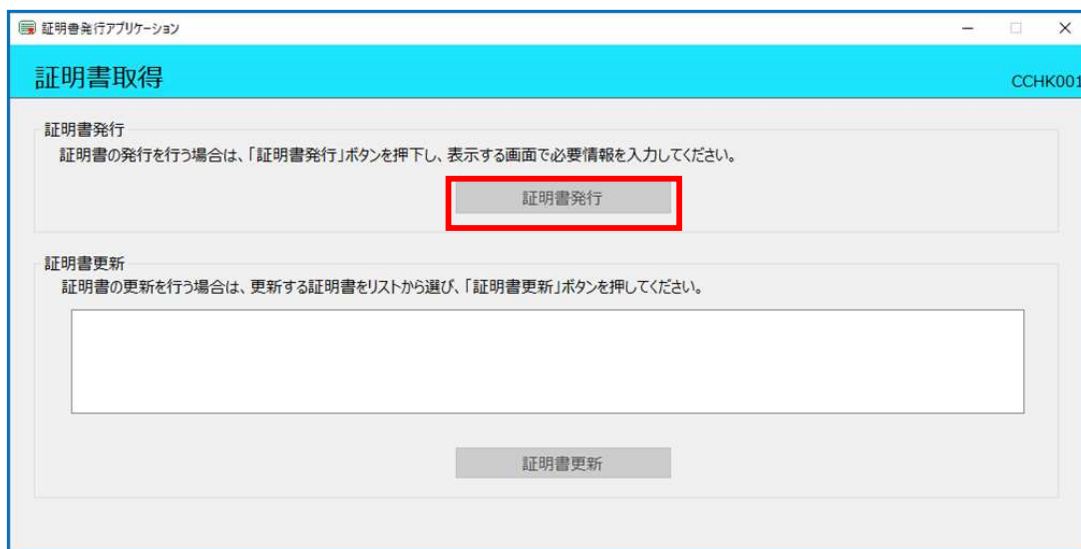 証明書発行アプリケーション
証明書取得
CCHK001
証明書発行
証明書の発行を行う場合は、「証明書発行」ボタンを押下し、表示する画面で必要情報を入力してください。
証明書発行
証明書更新
証明書の更新を行う場合は、更新する証明書をリストから選び、「証明書更新」ボタンを押してください。
証明書更新